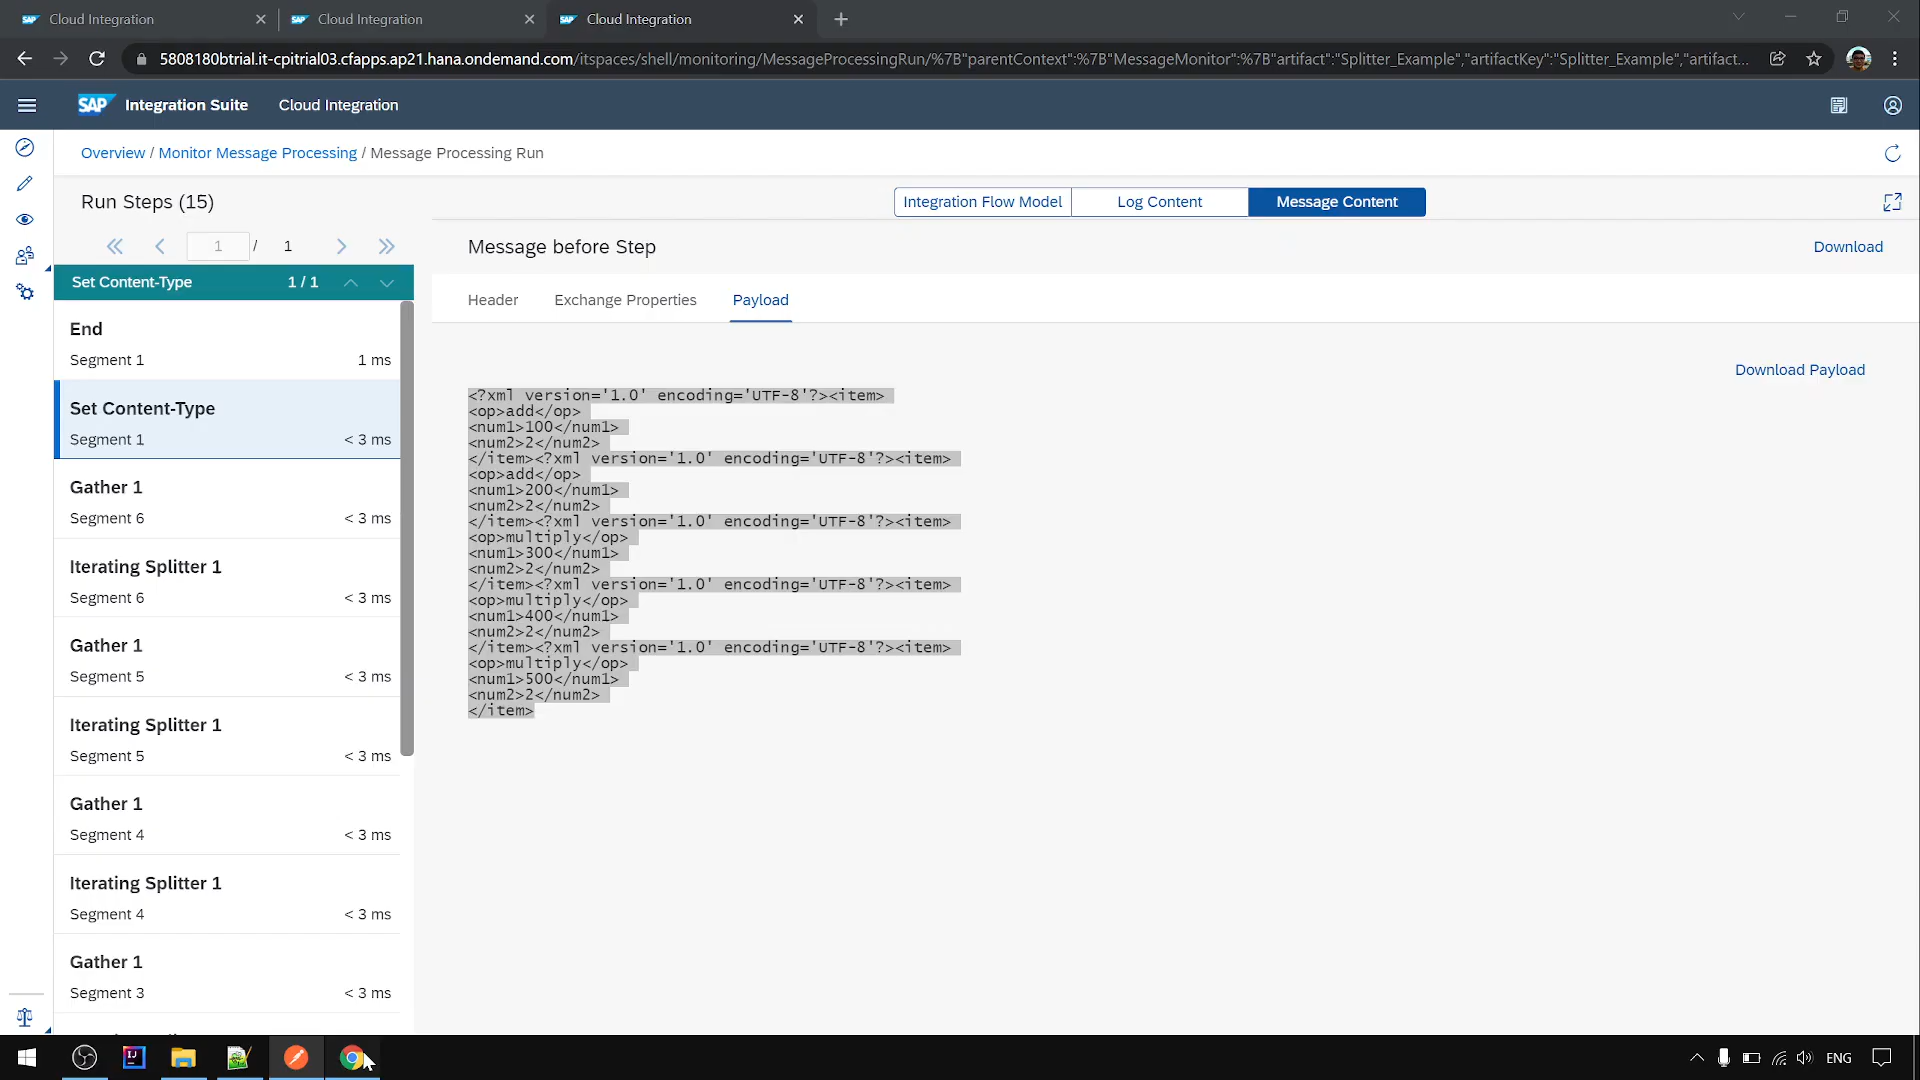 SAP Cloud Integration
SAP Cloud Integration
SAP Cloud Integration
5808180btrial.it-cpitrial03.cfapps.ap21.hana.ondemand.com/itspaces/shell/monitoring/MessageProcessingRun/%7B"parentContext":%7B"MessageMonitor":%7B"artifact":"Splitter_Example","artifactKey":"Splitter_Example","artifact...
SAP Integration Suite Cloud Integration
Overview / Monitor Message Processing / Message Processing Run
Run Steps (15)
Integration Flow Model Log Content Message Content
1 / 1
Message before Step
Download
Set Content-Type 1 / 1
Header Exchange Properties Payload
End
Segment 1 1 ms
Set Content-Type
Segment 1 < 3 ms
Gather 1
Segment 6 < 3 ms
Iterating Splitter 1
Segment 6 < 3 ms
Gather 1
Segment 5 < 3 ms
Iterating Splitter 1
Segment 5 < 3 ms
Gather 1
Segment 4 < 3 ms
Iterating Splitter 1
Segment 4 < 3 ms
Gather 1
Segment 3 < 3 ms
Download Payload
<?xml version='1.0' encoding='UTF-8'?><item>
<op>add</op>
<num1>100</num1>
<num2>2</num2>
</item><?xml version='1.0' encoding='UTF-8'?><item>
<op>add</op>
<num1>200</num1>
<num2>2</num2>
</item><?xml version='1.0' encoding='UTF-8'?><item>
<op>multiply</op>
<num1>300</num1>
<num2>2</num2>
</item><?xml version='1.0' encoding='UTF-8'?><item>
<op>multiply</op>
<num1>400</num1>
<num2>2</num2>
</item><?xml version='1.0' encoding='UTF-8'?><item>
<op>multiply</op>
<num1>500</num1>
<num2>2</num2>
</item>
ENG